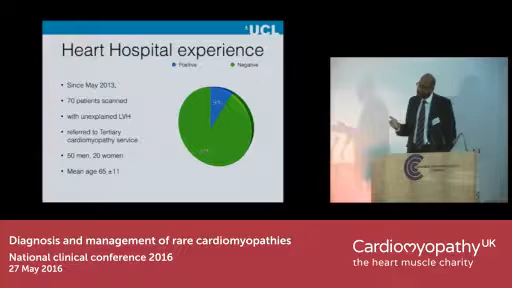 UCL
Heart Hospital experience
Positive
Negative
Since May 2013,
70 patients scanned
with unexplained LVH
referred to Tertiary
cardiomyopathy service
50 men, 20 women
Mean age 65 ±11
Diagnosis and management of rare cardiomyopathies
National clinical conference 2016
27 May 2016
Cardiomyopathy UK
the heart muscle charity